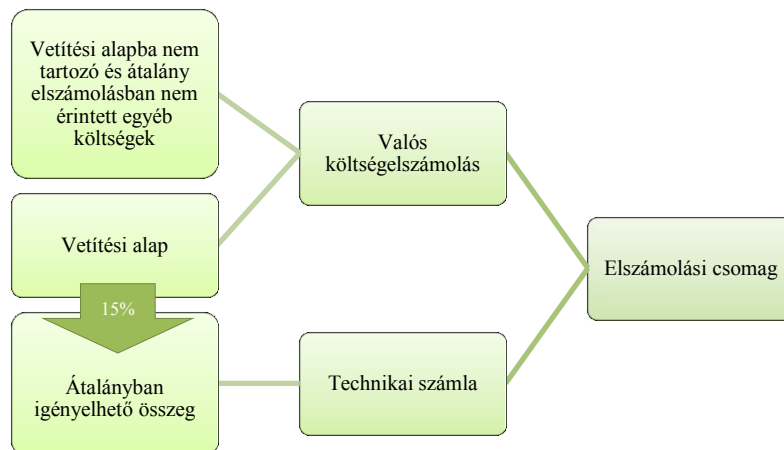 Vetítési alapba nem
tartozó és átalány
elszámolásban nem
érintett egyéb
költségek
Valós
költségelszámolás
Vetítési alap
Elszámolási csomag
15%
Átalányban
igényelhető összeg
Technikai számla